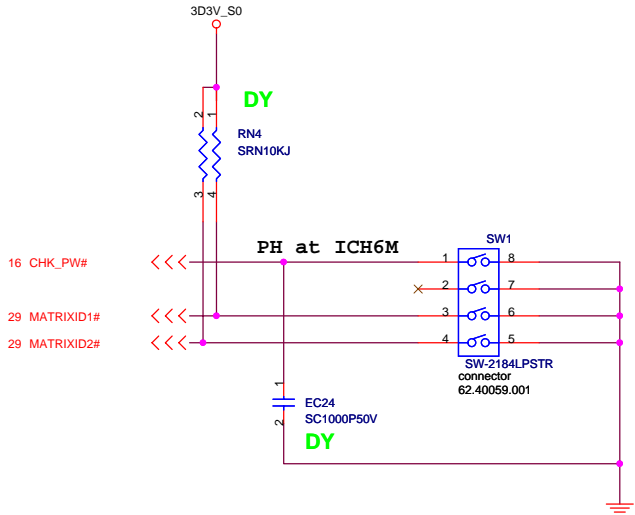 3D3V_S0
DY
2 1
RN4
SRN10KJ
3 4
PH at ICH6M
SW1
16 CHK_PW#
1 8
2 7
29 MATRIXID1#
3 6
29 MATRIXID2#
4 5
SW-2184LPSTR
connector
62.40059.001
1
EC24
SC1000P50V
2
DY